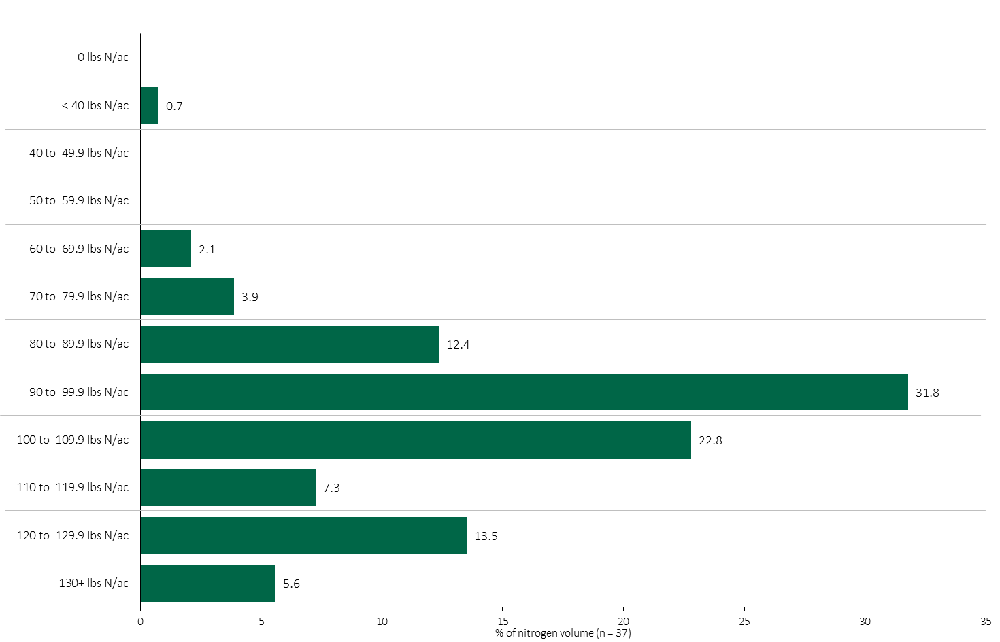 0 lbs N/ac
< 40 lbs N/ac 0.7
40 to 49.9 lbs N/ac
50 to 59.9 lbs N/ac
60 to 69.9 lbs N/ac 2.1
70 to 79.9 lbs N/ac 3.9
80 to 89.9 lbs N/ac 12.4
90 to 99.9 lbs N/ac 31.8
100 to 109.9 lbs N/ac 22.8
110 to 119.9 lbs N/ac 7.3
120 to 129.9 lbs N/ac 13.5
130+ lbs N/ac 5.6
0 5 10 15 20 25 30 35
% of nitrogen volume (n = 37)